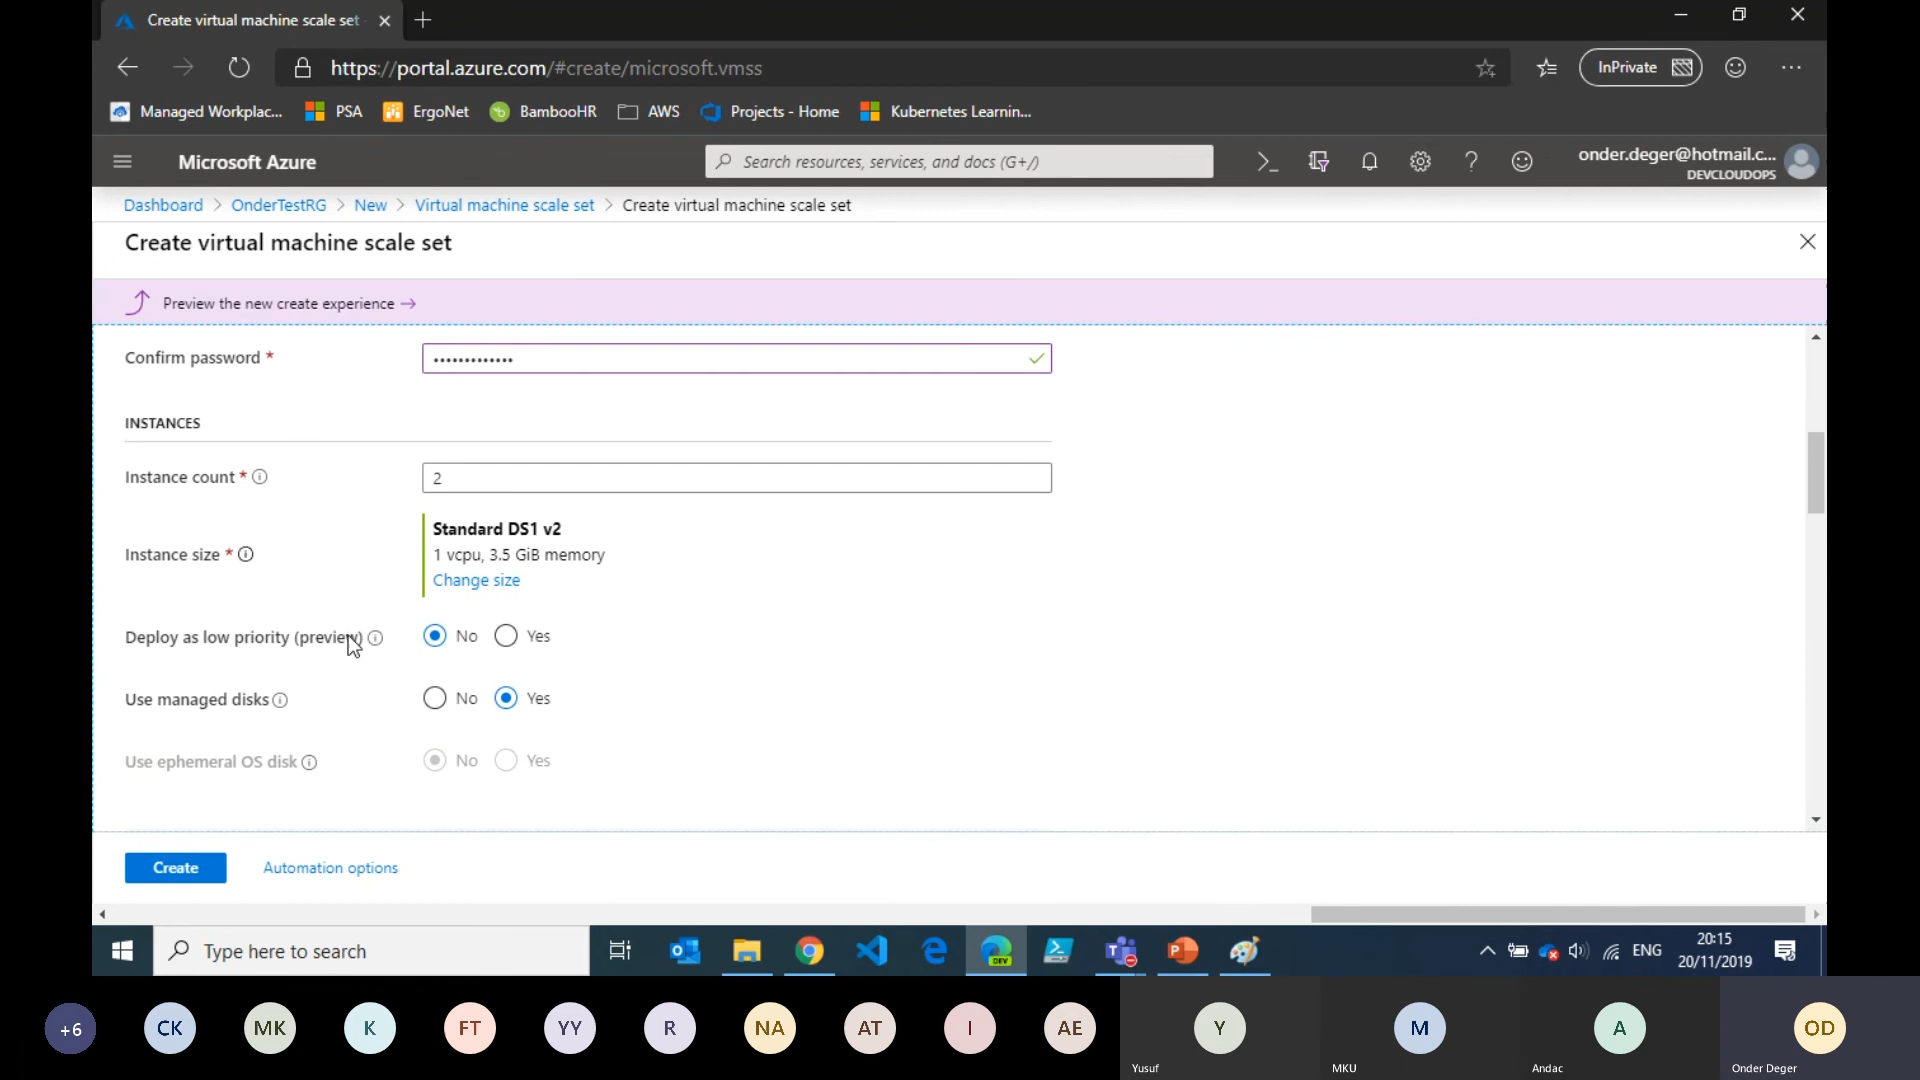 Create virtual machine scale set
https://portal.azure.com/#create/microsoft.vmss
InPrivate
Managed Workplac...
PSA
ErgoNet
BambooHR
AWS
Projects - Home
Kubernetes Learnin...
Microsoft Azure
Search resources, services, and docs (G+/)
onder.deger@hotmail.c...
DEVCLOUDOPS
Dashboard > OnderTestRG > New > Virtual machine scale set > Create virtual machine scale set
Create virtual machine scale set
Preview the new create experience →
Confirm password *
INSTANCES
Instance count *
2
Instance size *
Standard DS1 v2
1 vcpu, 3.5 GiB memory
Change size
Deploy as low priority (preview)
No
Yes
Use managed disks
No
Yes
Use ephemeral OS disk
No
Yes
Create
Automation options
Type here to search
DEV
ENG
20:15
20/11/2019
+6
CK
MK
K
FT
YY
R
NA
AT
I
AE
Y
M
A
OD
Yusuf
MKU
Andac
Onder Deger